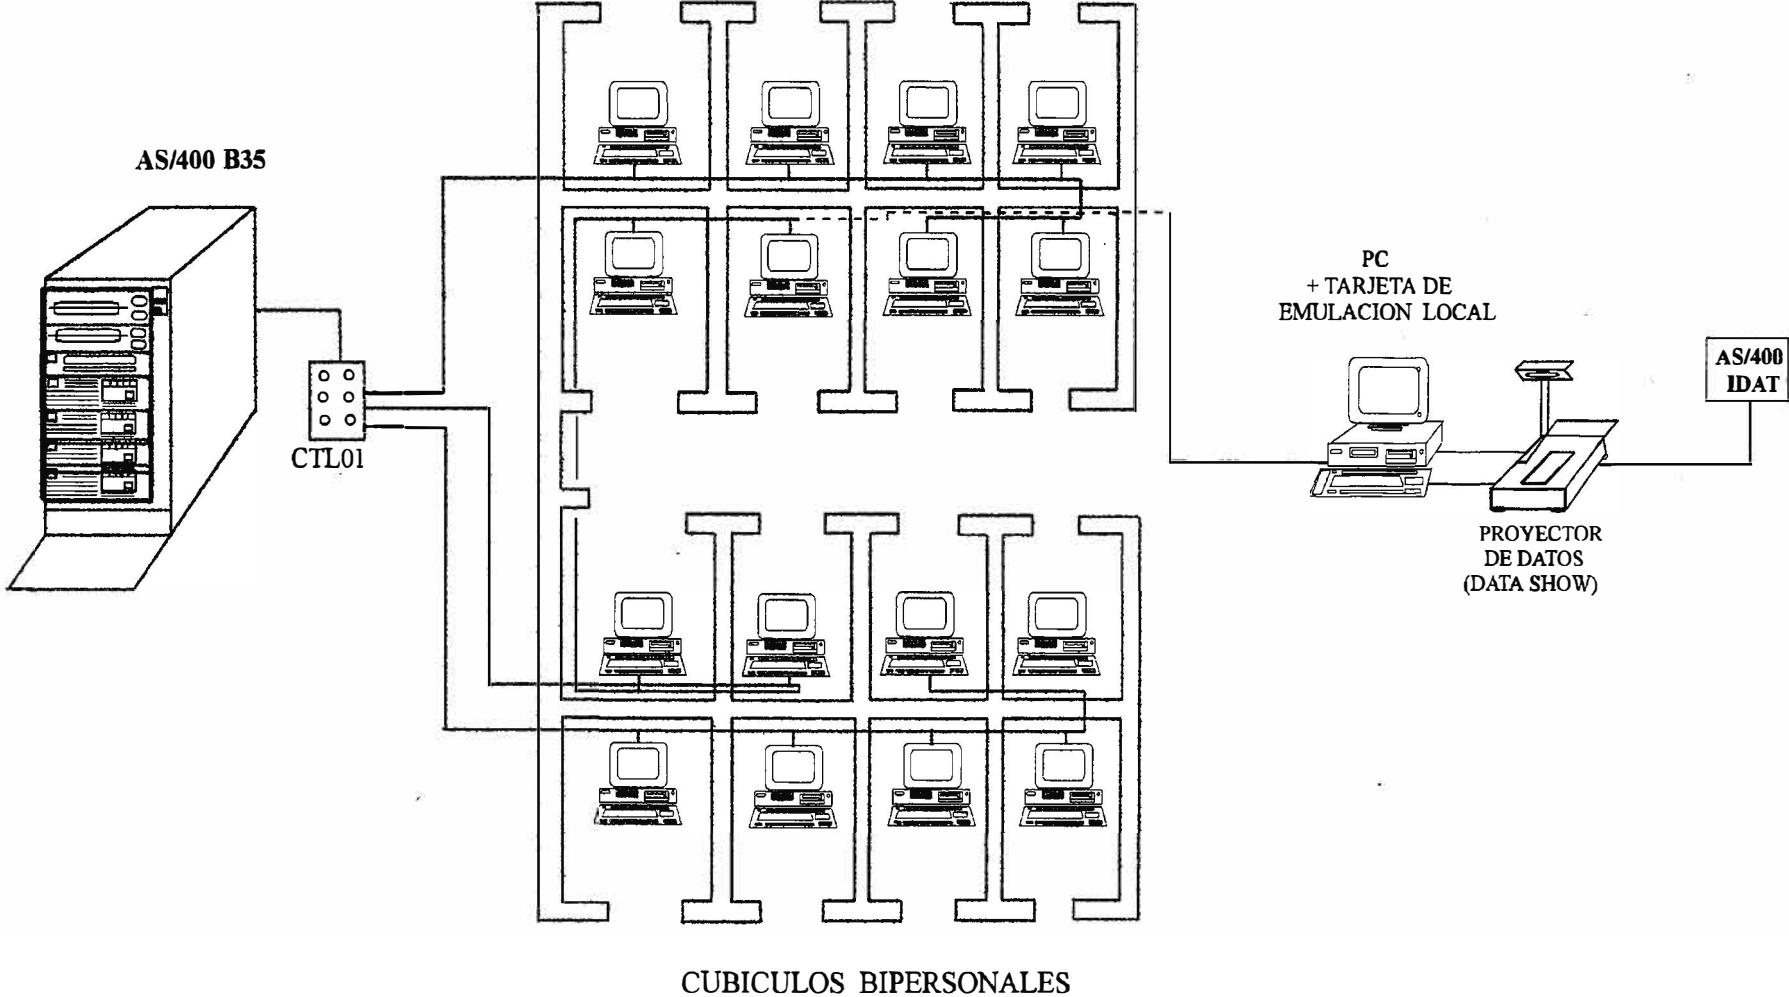 AS/400 B35
CTL01
PC
+ TARJETA DE
EMULACION LOCAL
AS/400
IDAT
PROYECTOR
DE DATOS
(DATA SHOW)
CUBICULOS BIPERSONALES